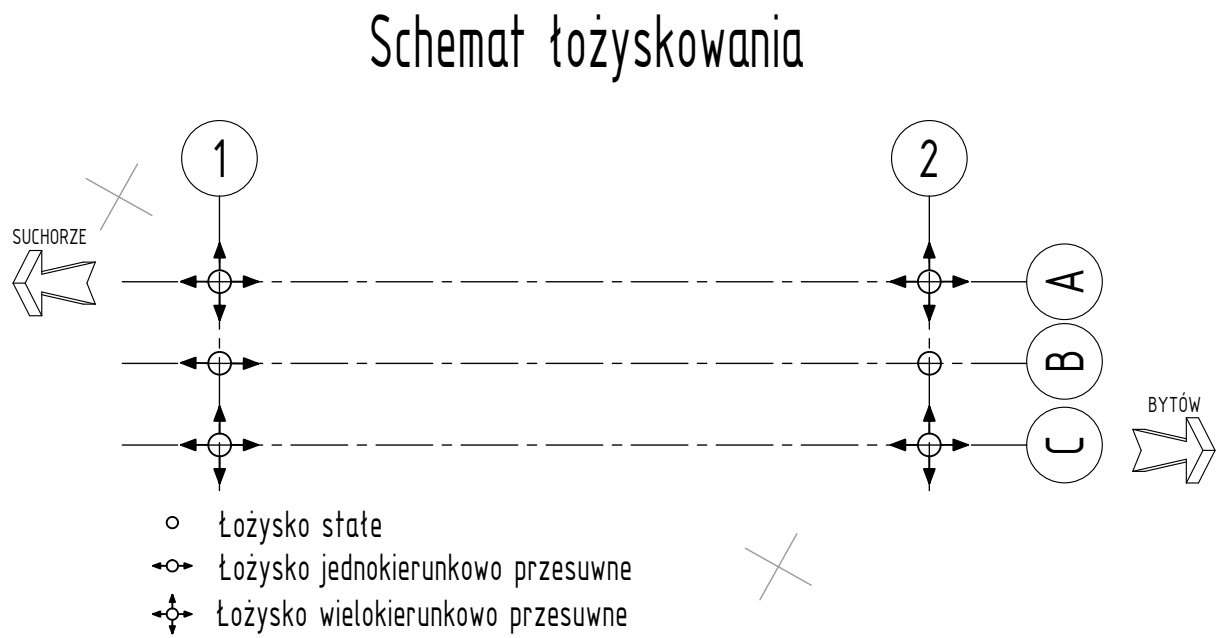 Schemat łożyskowania
1
2
SUCHORZE
A
B
C
BYTÓW
Łożysko stałe
Łożysko jednokierunkowo przesuwne
Łożysko wielokierunkowo przesuwne